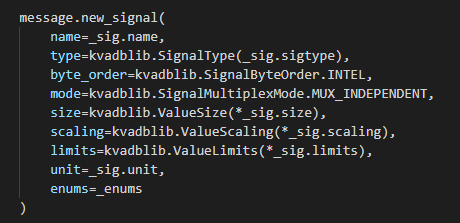 message.new_signal(
    name=_sig.name,
    type=kvadblib.SignalType(_sig.sigtype),
    byte_order=kvadblib.SignalByteOrder.INTEL,
    mode=kvadblib.SignalMultiplexMode.MUX_INDEPENDENT,
    size=kvadblib.ValueSize(*_sig.size),
    scaling=kvadblib.ValueScaling(*_sig.scaling),
    limits=kvadblib.ValueLimits(*_sig.limits),
    unit=_sig.unit,
    enums=_enums
)